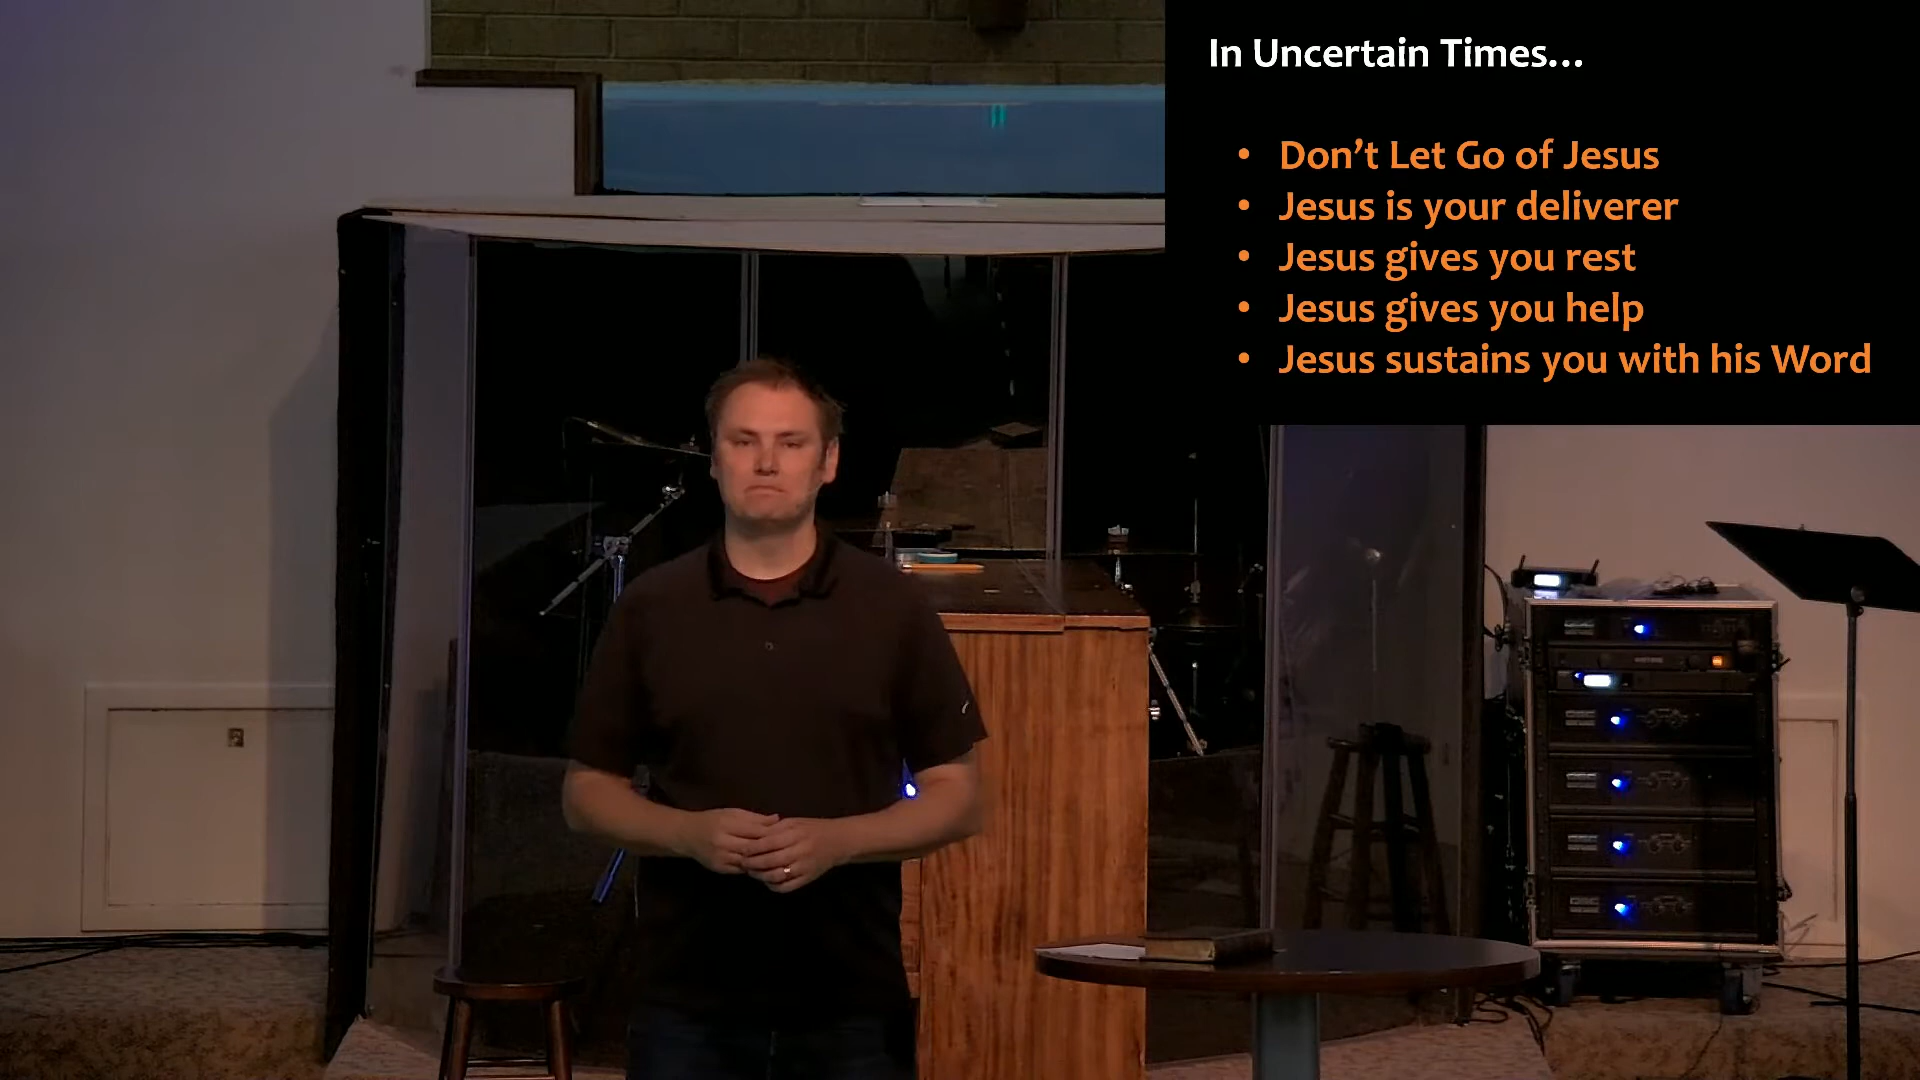 In Uncertain Times...
• Don't Let Go of Jesus
• Jesus is your deliverer
• Jesus gives you rest
• Jesus gives you help
• Jesus sustains you with his Word